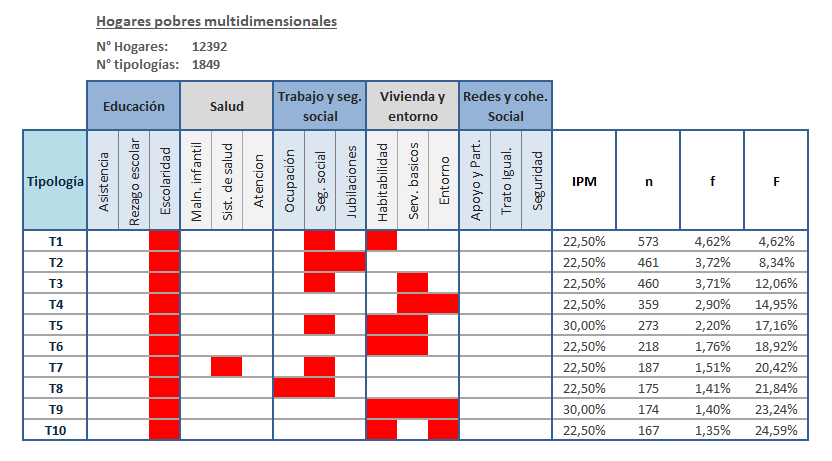 Hogares pobres multidimensionales
N° Hogares: 12392
N° tipologías: 1849
Educación Salud Trabajo y seg. social Vivienda y entorno Redes y cohe. Social
Tipología Asistencia Rezago escolar Escolaridad Maln. infantil Sist. de salud Atencion Ocupación Seg. social Jubilaciones Habitabilidad Serv. basicos Entorno Apoyo y Part. Trato Igual. Seguridad IPM n f F
T1 22,50% 573 4,62% 4,62%
T2 22,50% 461 3,72% 8,34%
T3 22,50% 460 3,71% 12,06%
T4 22,50% 359 2,90% 14,95%
T5 30,00% 273 2,20% 17,16%
T6 22,50% 218 1,76% 18,92%
T7 22,50% 187 1,51% 20,42%
T8 22,50% 175 1,41% 21,84%
T9 30,00% 174 1,40% 23,24%
T10 22,50% 167 1,35% 24,59%